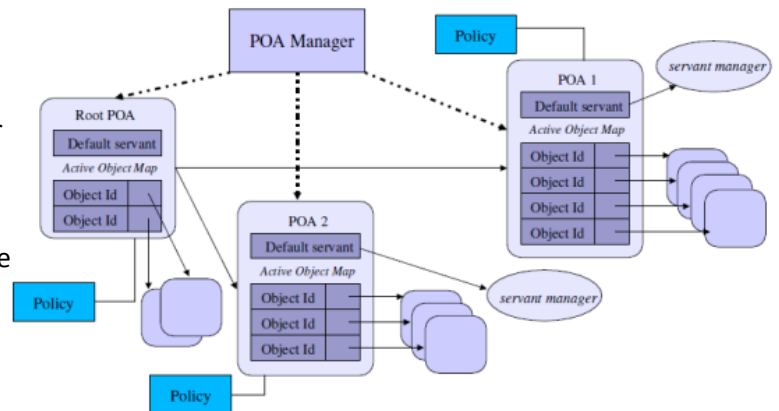 POA Manager
Policy
servant manager
POA 1
Default servant
Active Object Map
Object Id
Object Id
Object Id
Object Id
Root POA
Default servant
Active Object Map
Object Id
Object Id
Policy
POA 2
Default servant
Active Object Map
Object Id
Object Id
Object Id
servant manager
Policy
e